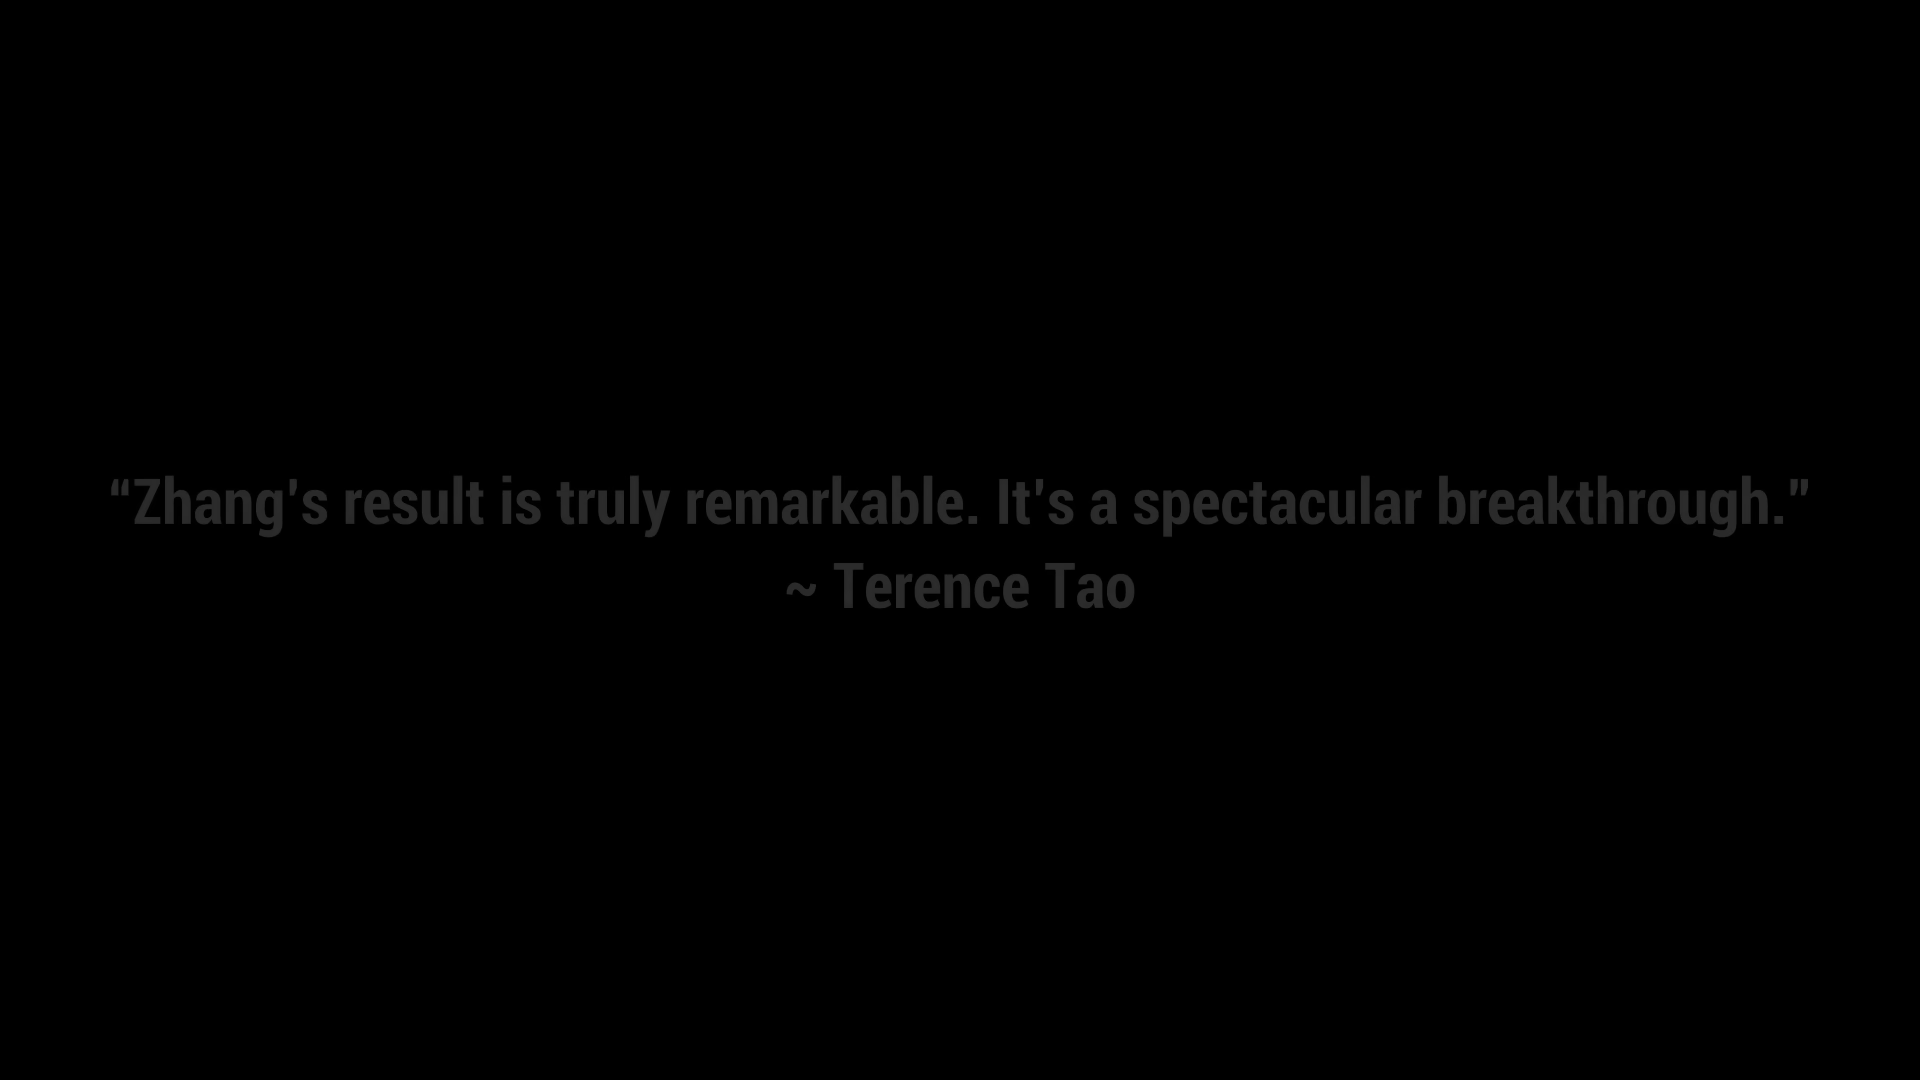 “Zhang’s result is truly remarkable. It’s a spectacular breakthrough.”
~ Terence Tao